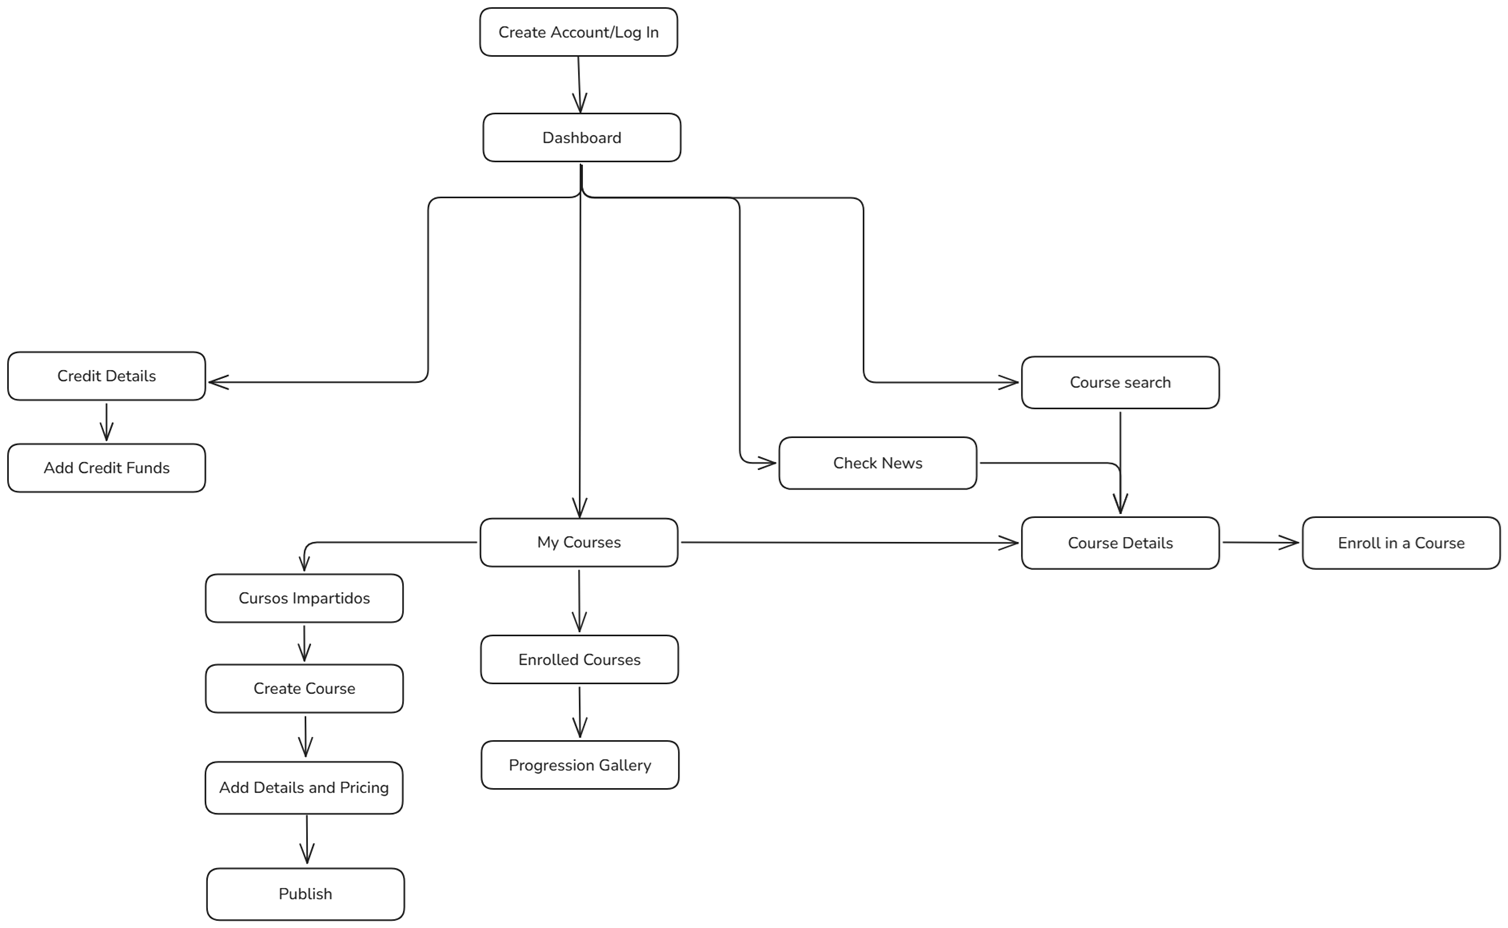 Create Account/Log In
Dashboard
Credit Details
Course search
Add Credit Funds
Check News
My Courses
Course Details
Enroll in a Course
Cursos Impartidos
Enrolled Courses
Create Course
Progression Gallery
Add Details and Pricing
Publish